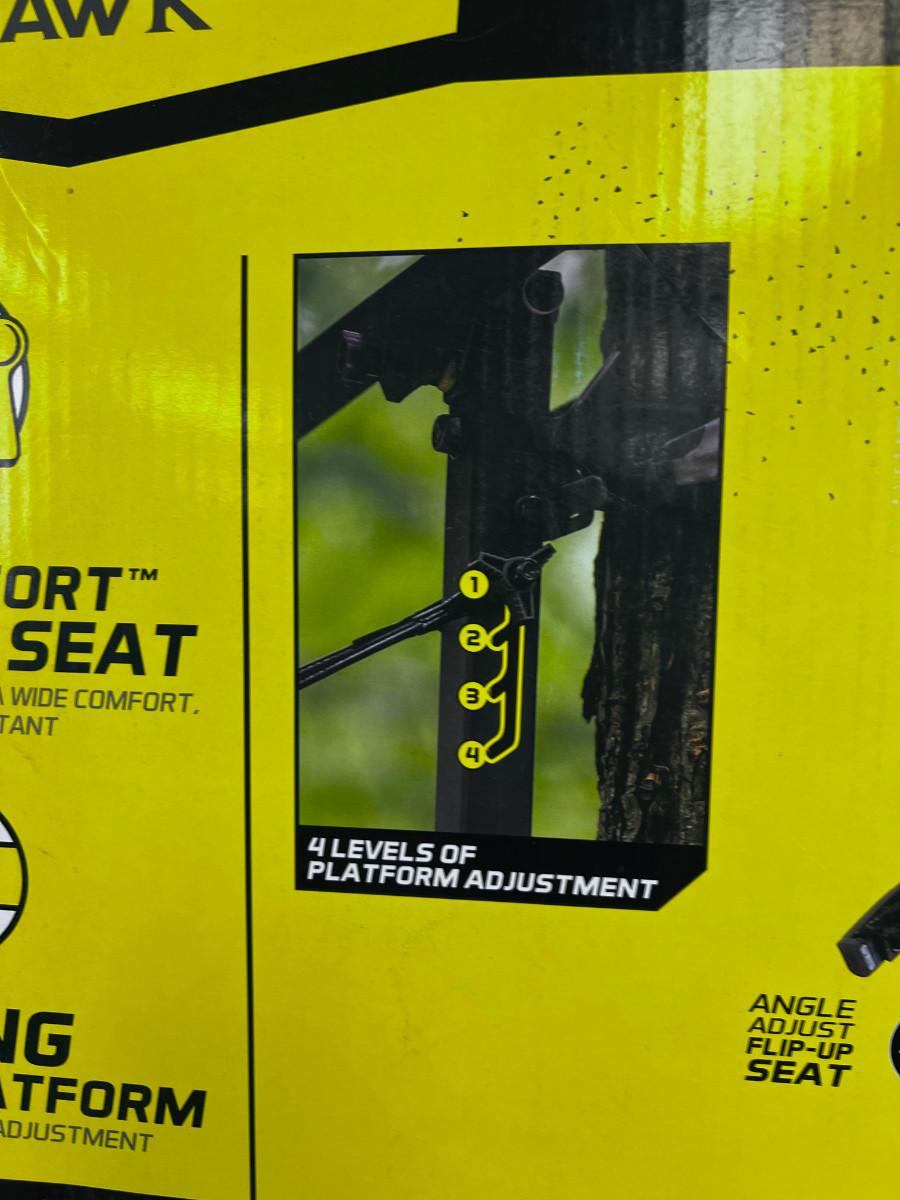 AWK
ORT™
SEAT
A WIDE COMFORT,
TANT
1
2
3
4
4 LEVELS OF
PLATFORM ADJUSTMENT
ANGLE
ADJUST
FLIP-UP
SEAT
NG
ATFORM
ADJUSTMENT